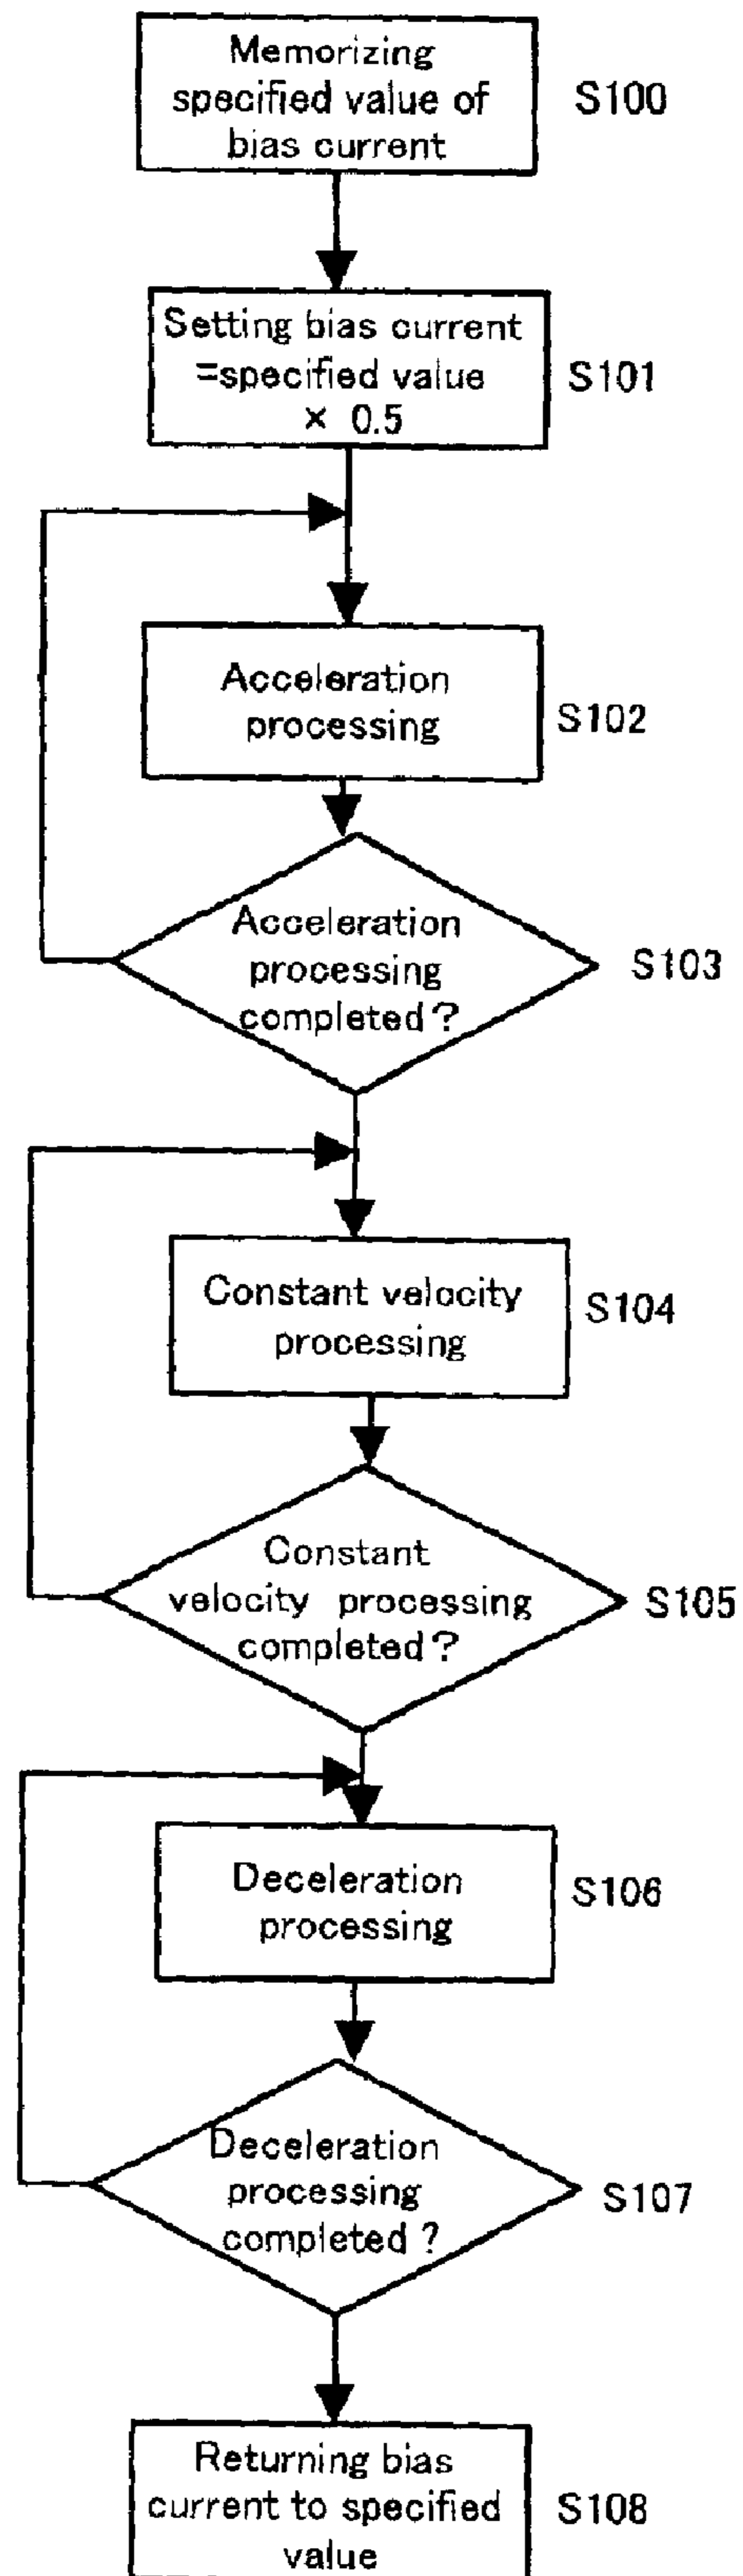 Memorizing
specified value of
bias current
S100
Setting bias current
=specified value
× 0.5
S101
Acceleration
processing
S102
Acceleration
processing
completed?
S103
Constant velocity
processing
S104
Constant
velocity processing
completed?
S105
Deceleration
processing
S106
Deceleration
processing
completed?
S107
Returning bias
current to specified
value
S108